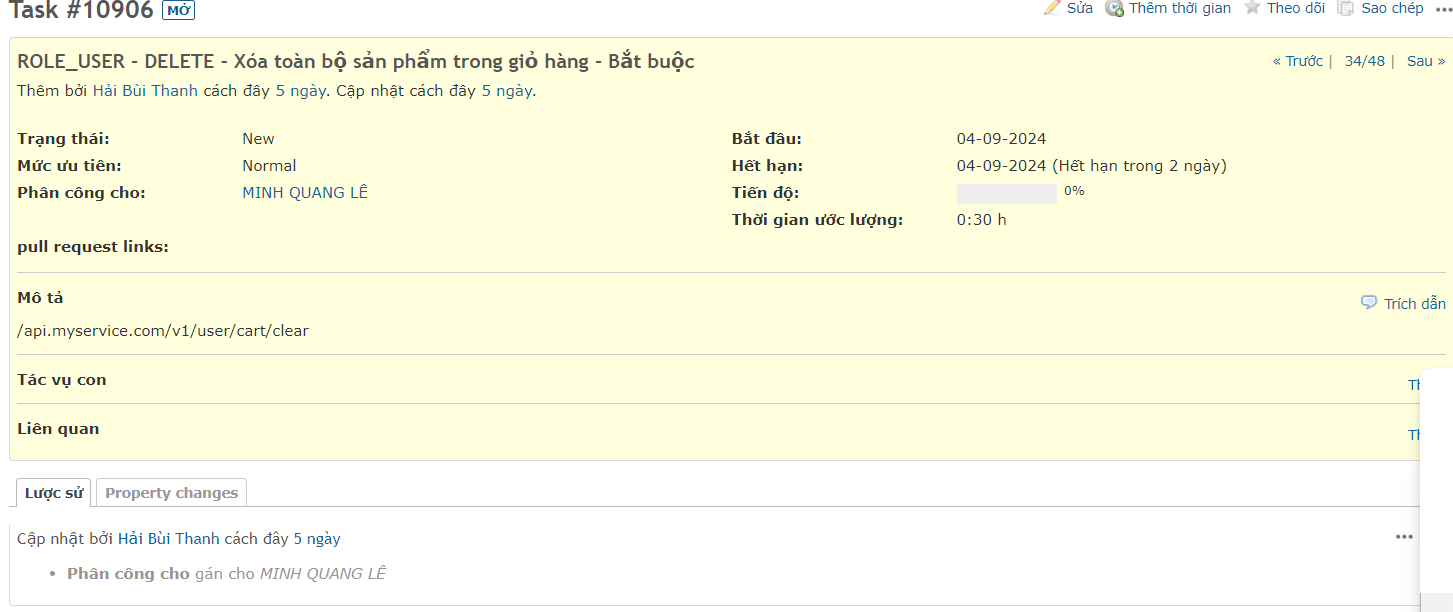 Task #10906 MỞ
Sửa Thêm thời gian Theo dõi Sao chép •••
ROLE_USER - DELETE - Xóa toàn bộ sản phẩm trong giỏ hàng - Bắt buộc
« Trước | 34/48 | Sau »
Thêm bởi Hải Bùi Thanh cách đây 5 ngày. Cập nhật cách đây 5 ngày.
Trạng thái: New
Bắt đầu: 04-09-2024
Mức ưu tiên: Normal
Hết hạn: 04-09-2024 (Hết hạn trong 2 ngày)
Phân công cho: MINH QUANG LÊ
Tiến độ: 0%
Thời gian ước lượng: 0:30 h
pull request links:
Mô tả
Trích dẫn
/api.myservice.com/v1/user/cart/clear
Tác vụ con
Liên quan
Lược sử Property changes
Cập nhật bởi Hải Bùi Thanh cách đây 5 ngày •••
• Phân công cho gán cho MINH QUANG LÊ